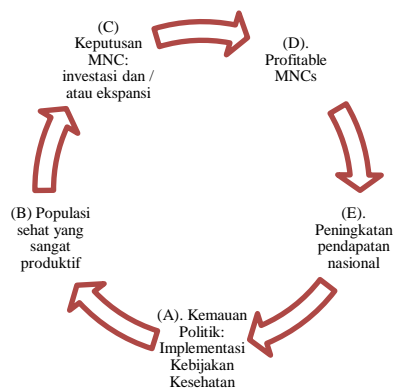 (C)
Keputusan
MNC:
investasi dan /
atau ekspansi
(D).
Profitable
MNCs
(E).
Peningkatan
pendapatan
nasional
(A). Kemauan
Politik:
Implementasi
Kebijakan
Kesehatan
(B) Populasi
sehat yang
sangat
produktif